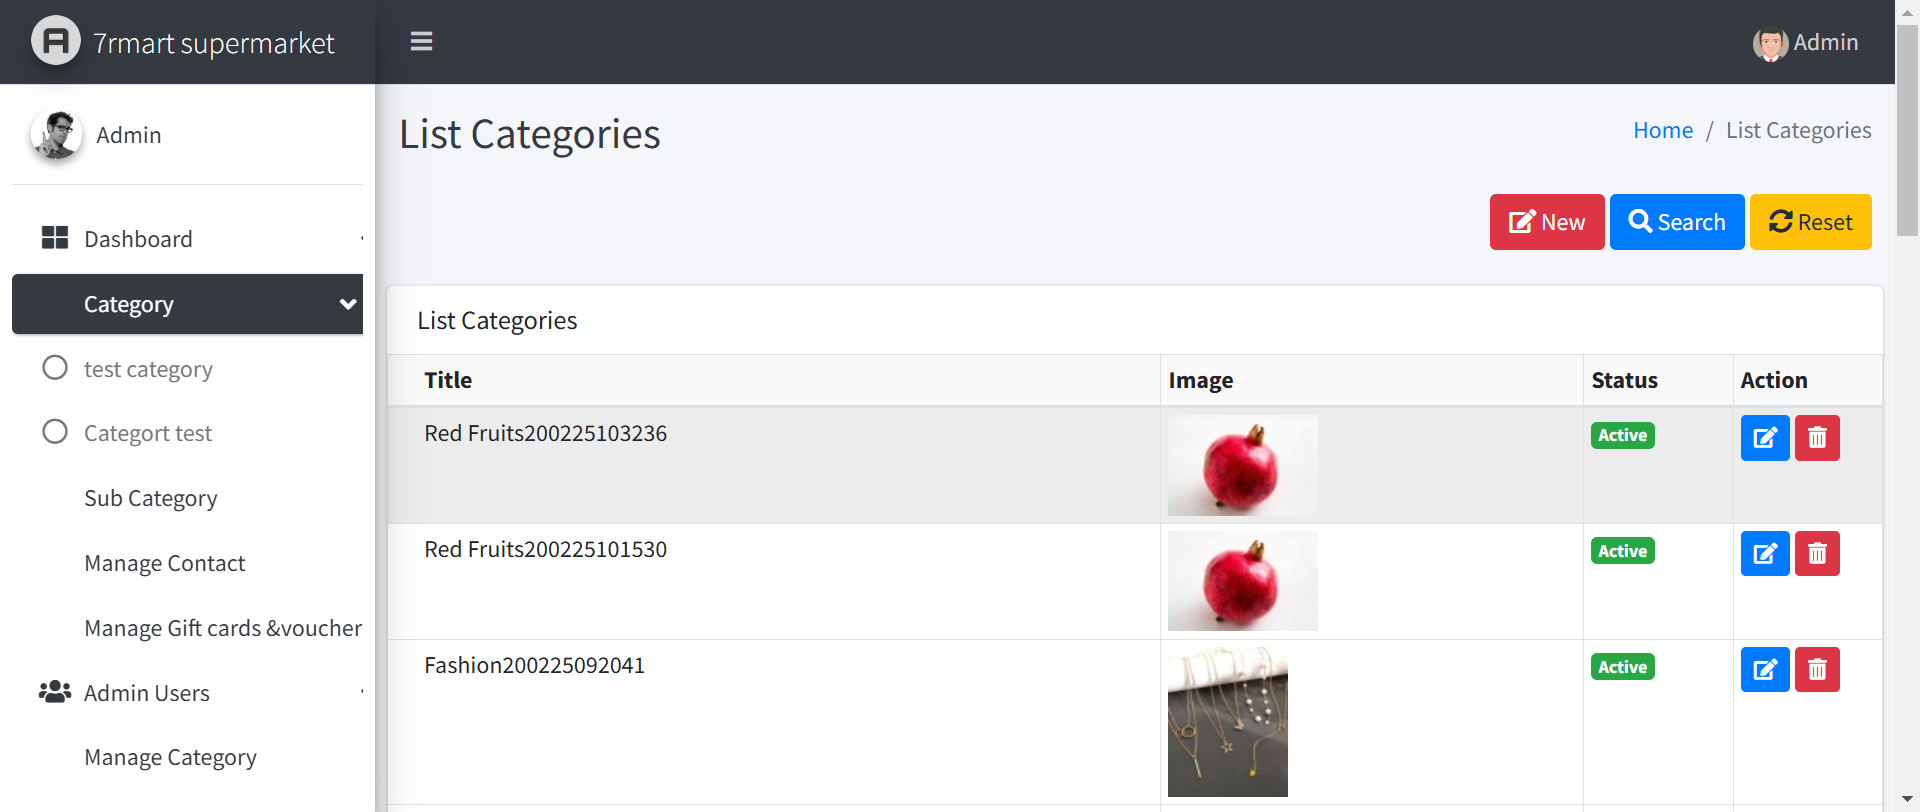 7rmart supermarket
Admin
Admin
List Categories
Home / List Categories
New
Search
Reset
Dashboard
Category
test category
Categort test
Sub Category
Manage Contact
Manage Gift cards &voucher
Admin Users
Manage Category
List Categories
Title Image Status Action
Red Fruits200225103236 Active
Red Fruits200225101530 Active
Fashion200225092041 Active